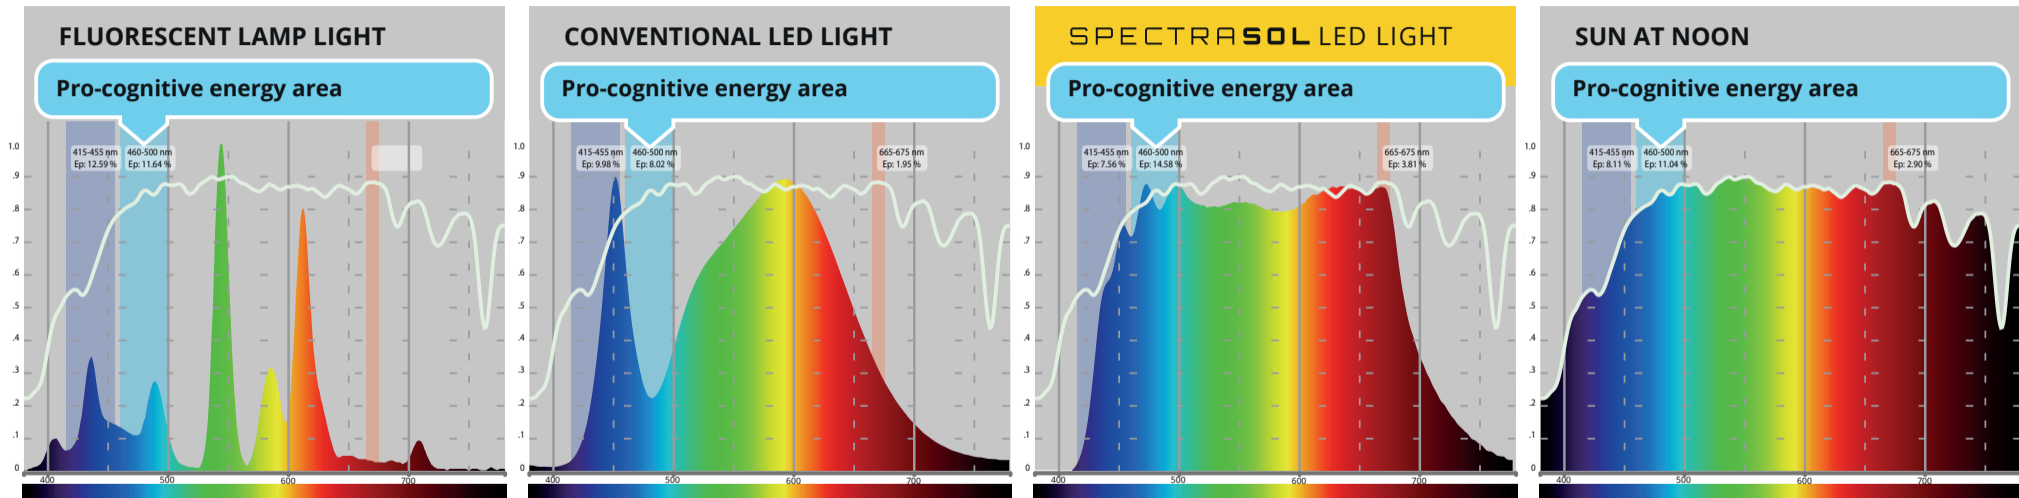 FLUORESCENT LAMP LIGHT
Pro-cognitive energy area
415-455 nm
Ep: 12.59 %
460-500 nm
Ep: 11.64 %
1.0
.9
.8
.7
.6
.5
.4
.3
.2
.1
0
400 500 600 700
CONVENTIONAL LED LIGHT
Pro-cognitive energy area
415-455 nm
Ep: 9.98 %
460-500 nm
Ep: 8.02 %
665-675 nm
Ep: 1.95 %
1.0
.9
.8
.7
.6
.5
.4
.3
.2
.1
0
400 500 600 700
SPECTRASOL LED LIGHT
Pro-cognitive energy area
415-455 nm
Ep: 7.56 %
460-500 nm
Ep: 14.58 %
665-675 nm
Ep: 3.81 %
1.0
.9
.8
.7
.6
.5
.4
.3
.2
.1
0
400 500 600 700
SUN AT NOON
Pro-cognitive energy area
415-455 nm
Ep: 8.11 %
460-500 nm
Ep: 11.04 %
665-675 nm
Ep: 2.90 %
1.0
.9
.8
.7
.6
.5
.4
.3
.2
.1
0
400 500 600 700